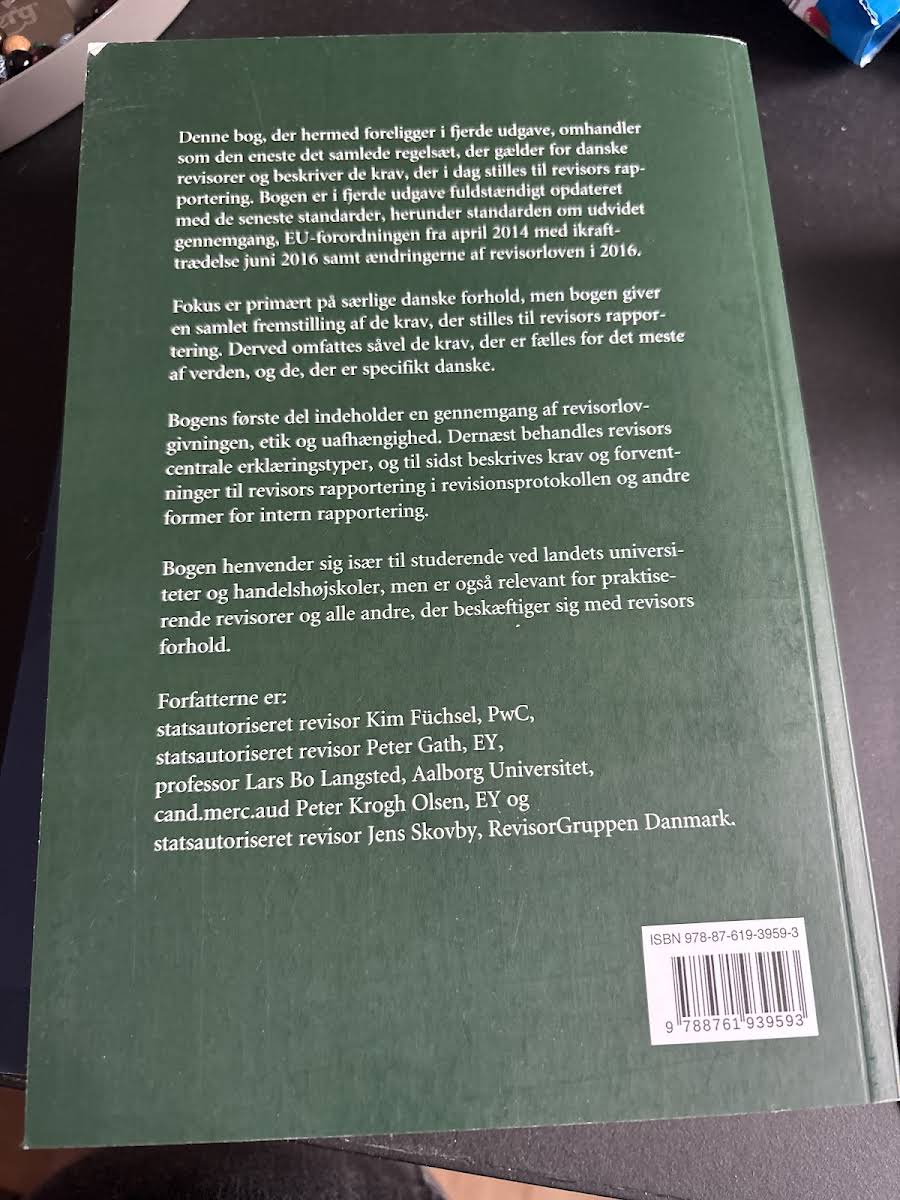 Denne bog, der hermed foreligger i fjerde udgave, omhandler
som den eneste det samlede regelsæt, der gælder for danske
revisorer og beskriver de krav, der i dag stilles til revisors rap-
portering. Bogen er i fjerde udgave fuldstændigt opdateret
med de seneste standarder, herunder standarden om udvidet
gennemgang, EU-forordningen fra april 2014 med ikraft-
trædelse juni 2016 samt ændringerne af revisorloven i 2016.
Fokus er primært på særlige danske forhold, men bogen giver
en samlet fremstilling af de krav, der stilles til revisors rappor-
tering. Derved omfattes såvel de krav, der er fælles for det meste
af verden, og de, der er specifikt danske.
Bogens første del indeholder en gennemgang af revisorlov-
givningen, etik og uafhængighed. Dernæst behandles revisors
centrale erklæringstyper, og til sidst beskrives krav og forvent-
ninger til revisors rapportering i revisionsprotokollen og andre
former for intern rapportering.
Bogen henvender sig især til studerende ved landets universi-
teter og handelshøjskoler, men er også relevant for praktise-
rende revisorer og alle andre, der beskæftiger sig med revisors
forhold.
Forfatterne er:
statsautoriseret revisor Kim Füchsel, PwC,
statsautoriseret revisor Peter Gath, EY,
professor Lars Bo Langsted, Aalborg Universitet,
cand.merc.aud Peter Krogh Olsen, EY og
statsautoriseret revisor Jens Skovby, RevisorGruppen Danmark.
ISBN 978-87-619-3959-3
9 788761 939593